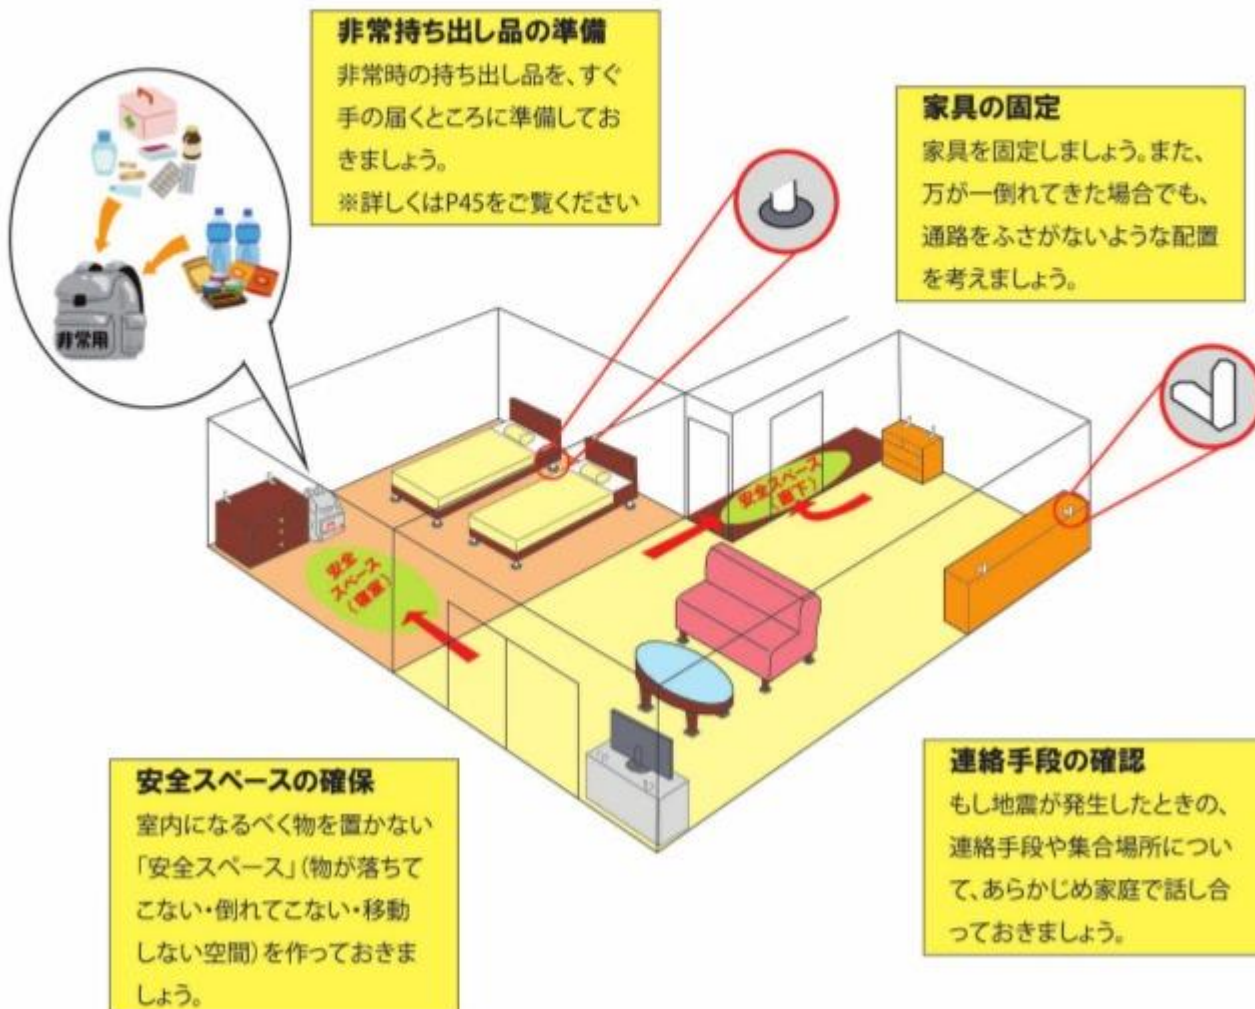 非常持ち出し品の準備
非常時の持ち出し品を、すぐ
手の届くところに準備してお
きましょう。
※詳しくはP45をご覧ください
家具の固定
家具を固定しましょう。また、
万が一倒れてきた場合でも、
通路をふさがないような配置
を考えましょう。
非常用
安全スペース
（廊下）
安全
スペース
（寝室）
安全スペースの確保
室内になるべく物を置かない
「安全スペース」（物が落ちて
こない・倒れてこない・移動
しない空間）を作っておきま
しょう。
連絡手段の確認
もし地震が発生したときの、
連絡手段や集合場所につい
て、あらかじめ家庭で話し合
っておきましょう。